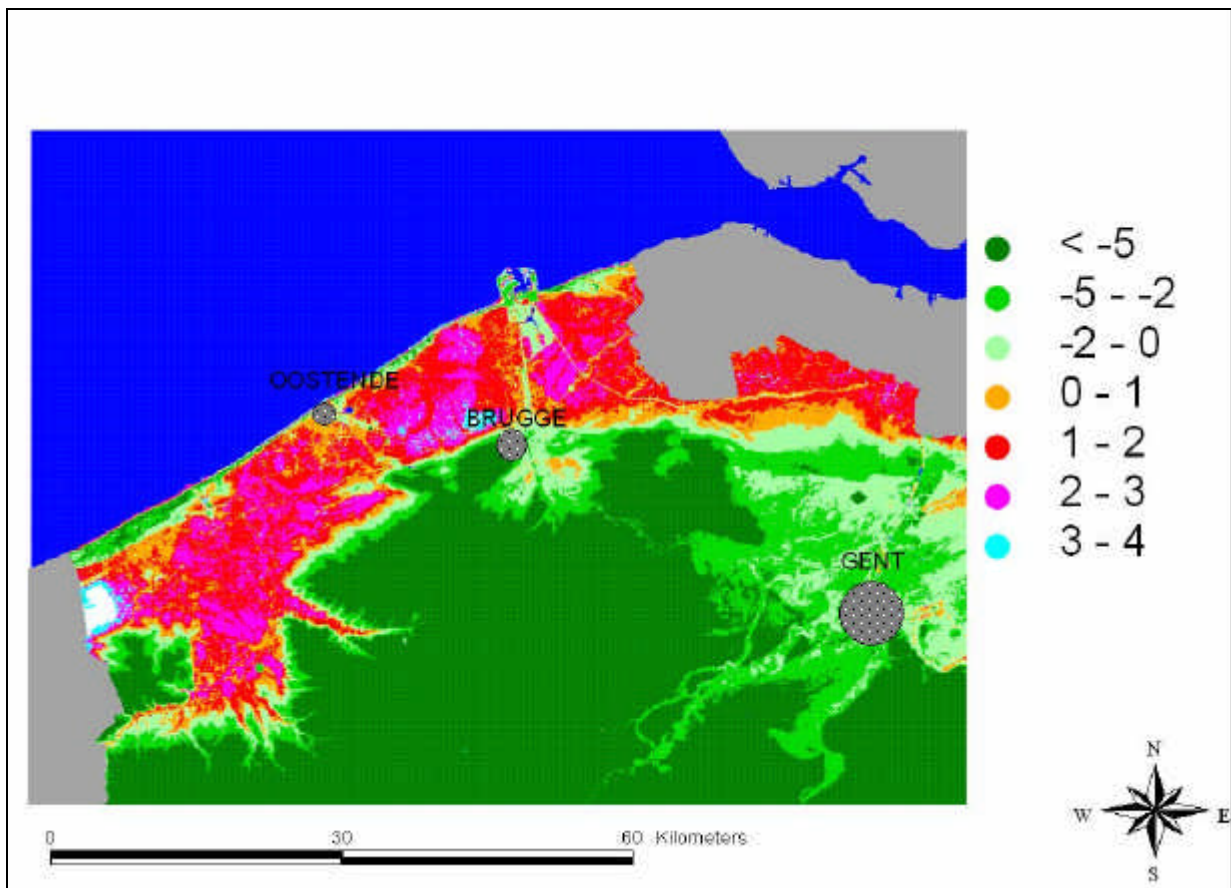 OOSTENDE
BRUGGE
GENT
< -5
-5 - -2
-2 - 0
0 - 1
1 - 2
2 - 3
3 - 4
0 30 60 Kilometers
N
W E
S